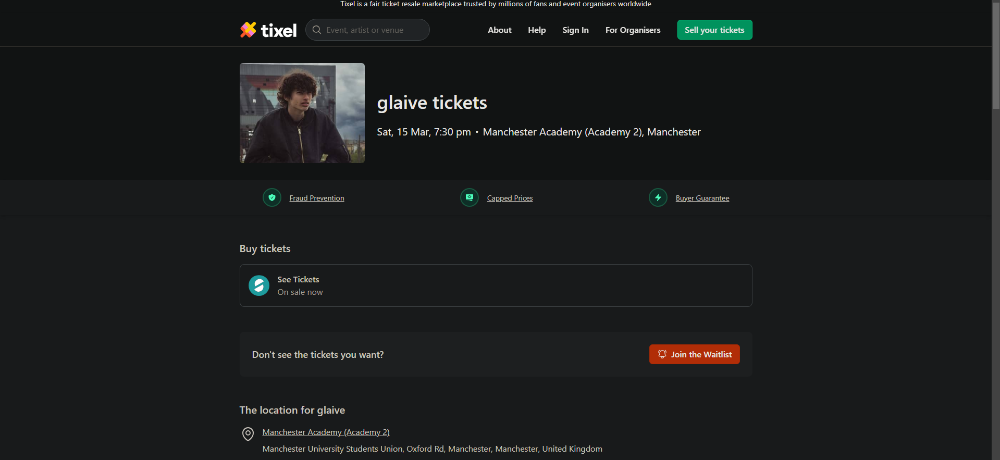 Tixel is a fair ticket resale marketplace trusted by millions of fans and event organisers worldwide
tixel
Event, artist or venue
About
Help
Sign In
For Organisers
Sell your tickets
glaive tickets
Sat, 15 Mar, 7:30 pm • Manchester Academy (Academy 2), Manchester
Fraud Prevention
Capped Prices
Buyer Guarantee
Buy tickets
See Tickets
On sale now
Don't see the tickets you want?
Join the Waitlist
The location for glaive
Manchester Academy (Academy 2)
Manchester University Students Union, Oxford Rd, Manchester, Manchester, United Kingdom